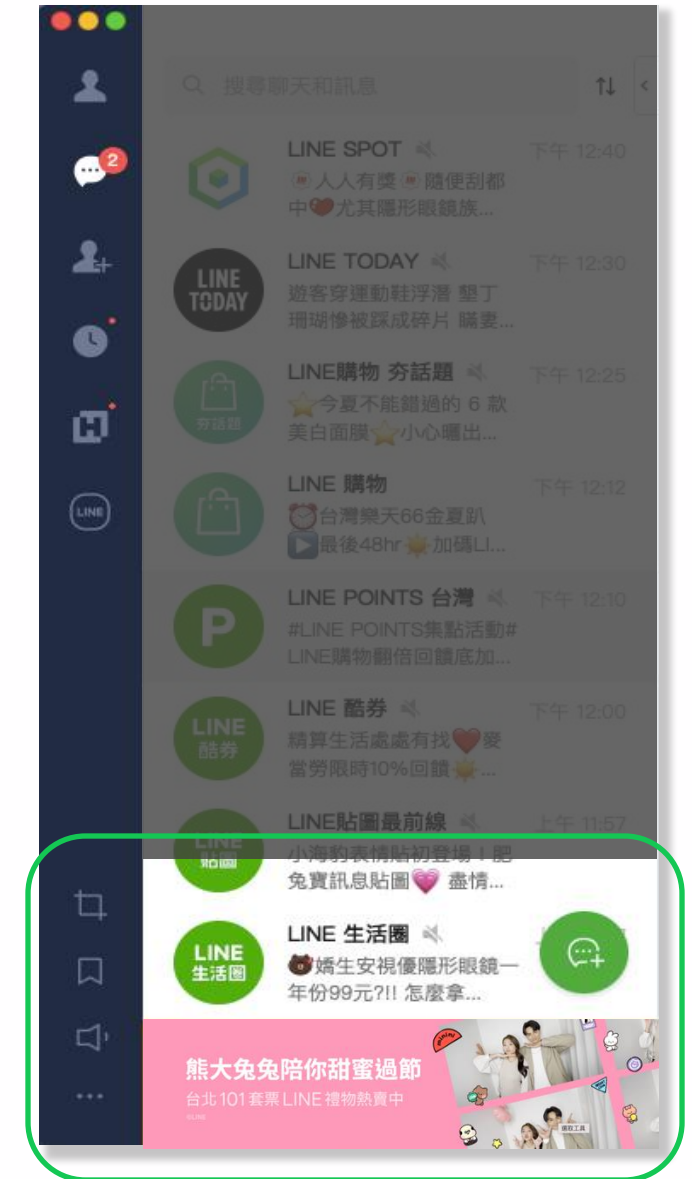 搜尋聊天和訊息
2
LINE SPOT
下午 12:40
人人有獎 隨便刮都
中 尤其隱形眼鏡族...
LINE TODAY
下午 12:30
LINE
TODAY
遊客穿運動鞋浮潛 墾丁
珊瑚慘被踩成碎片 瞞妻...
LINE購物 夯話題
下午 12:25
夯話題
今夏不能錯過的 6 款
美白面膜 小心曬出...
LINE
LINE 購物
下午 12:12
台灣樂天66金夏趴
最後48hr 加碼LI...
LINE POINTS 台灣
下午 12:10
P
#LINE POINTS集點活動#
LINE購物翻倍回饋底加...
LINE 酷券
下午 12:00
LINE
酷券
精算生活處處有找 麥
當勞限時10%回饋 ...
LINE貼圖最前線
上午 11:57
LINE
貼圖
小海豹表情貼初登場！肥
兔寶訊息貼圖 盡情...
LINE 生活圈
LINE
生活圈
嬌生安視優隱形眼鏡一
年份99元?!! 怎麼拿...
熊大兔兔陪你甜蜜過節
台北101套票 LINE 禮物熱賣中
minini